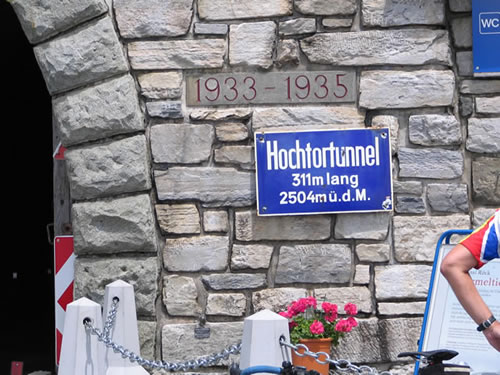 WC
1933 - 1935
Hochtortunnel
311m lang
2504m ü.d.M.